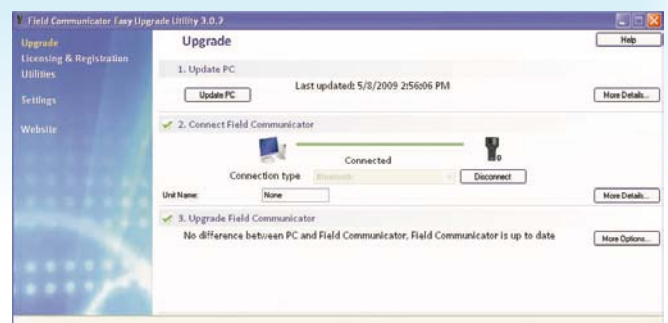 Field Communicator Easy Upgrade Utility 3.0.?
Upgrade
Licensing & Registration
Utilities
Settings
Website
Upgrade
Help
1. Update PC
Update PC
Last updated: 5/8/2009 2:56:06 PM
More Details...
2. Connect Field Communicator
Connected
Connection type
Bluetooth
Disconnect
Unit Name:
None
More Details...
3. Upgrade Field Communicator
No difference between PC and Field Communicator, Field Communicator is up to date
More Options...